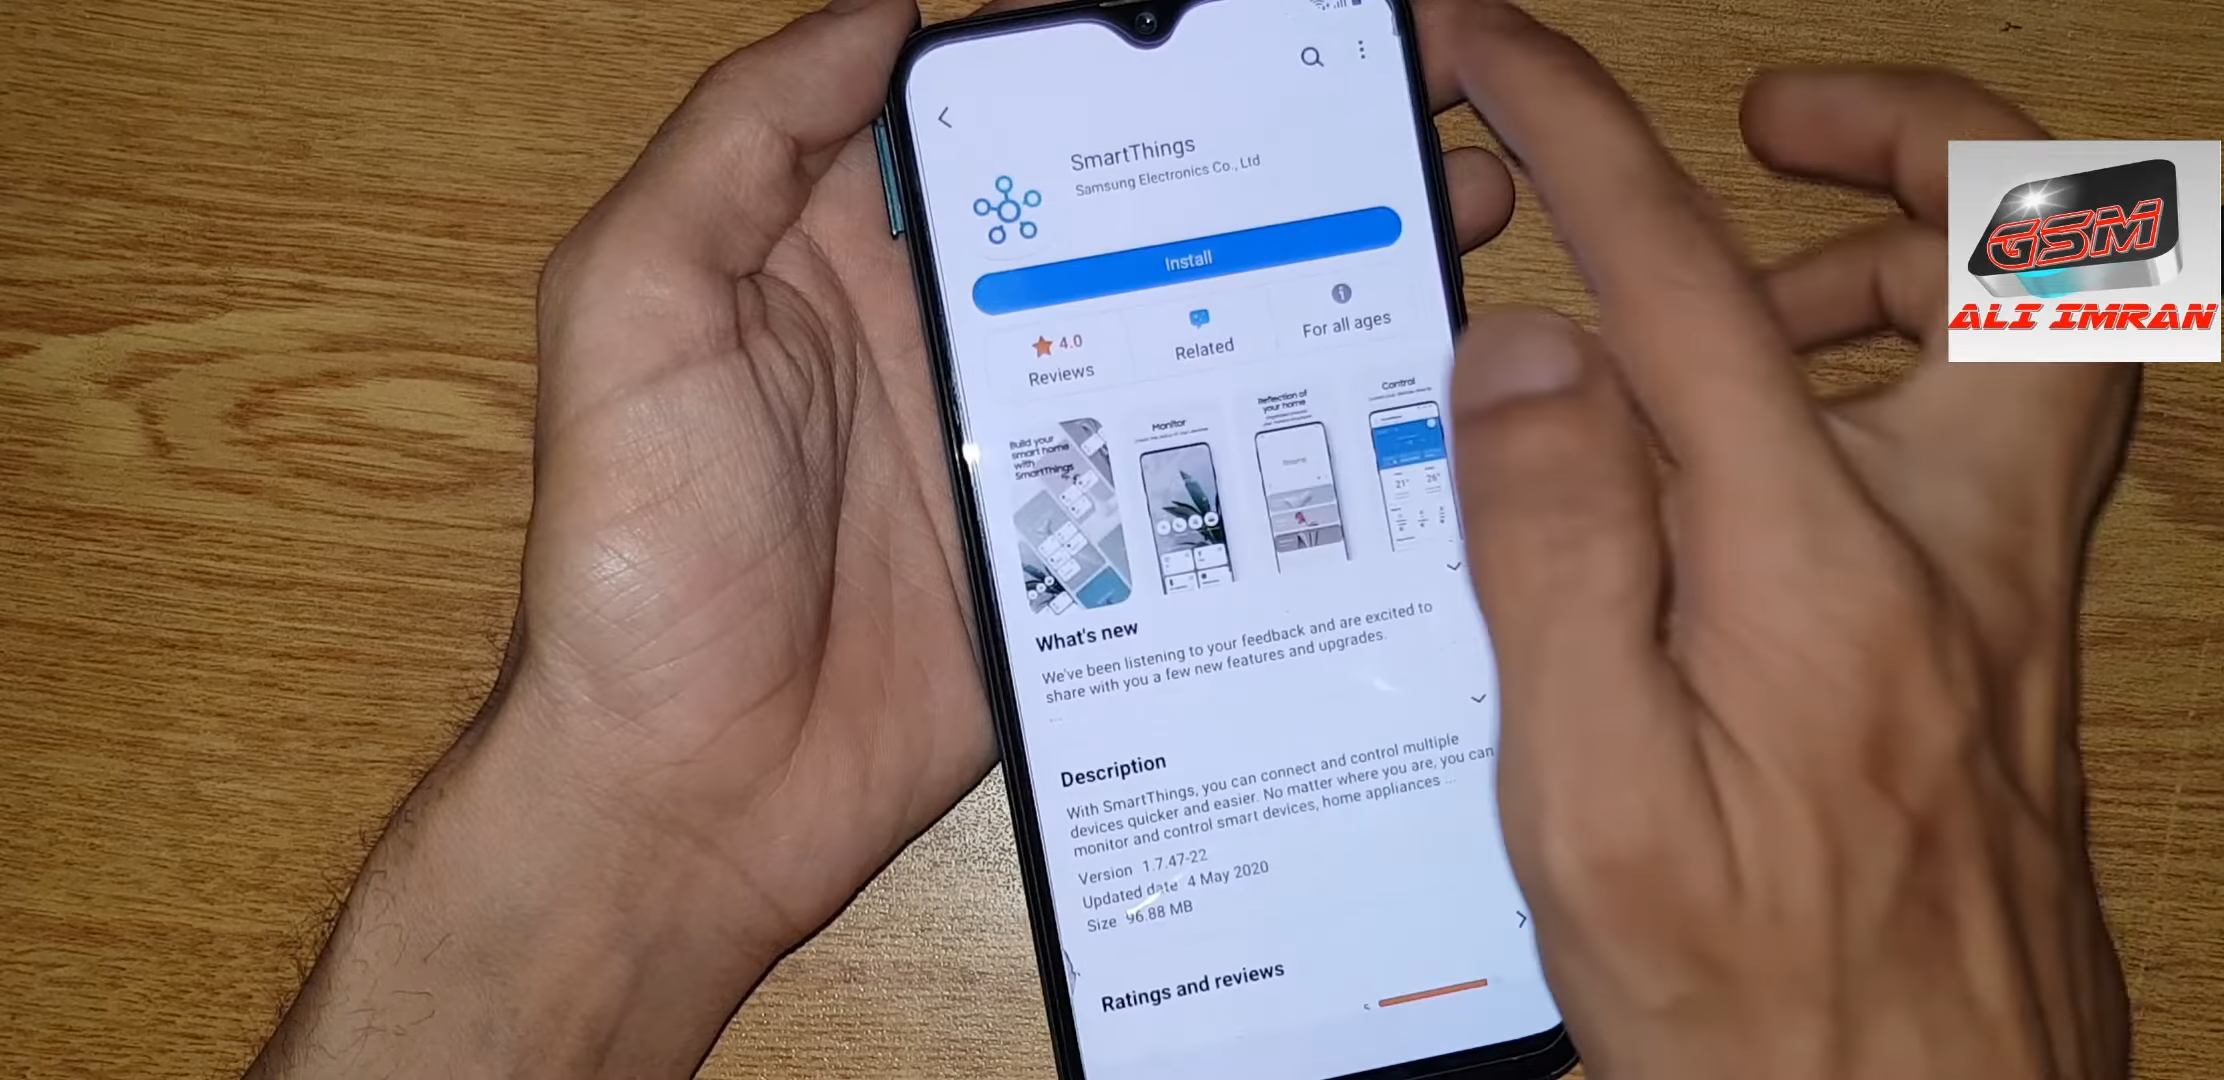 SmartThings
Samsung Electronics Co., Ltd
Install
4.0
Reviews
Related
For all ages
Build your
smart home
with
SmartThings
Monitor
Reflection of
your home
Control
21°
26°
What's new
We've been listening to your feedback and are excited to
share with you a few new features and upgrades.
...
Description
With SmartThings, you can connect and control multiple
devices quicker and easier. No matter where you are, you can
monitor and control smart devices, home appliances ...
Version 1.7.47-22
Updated date 4 May 2020
Size 96.88 MB
Ratings and reviews
5
GSM
ALI IMRAN